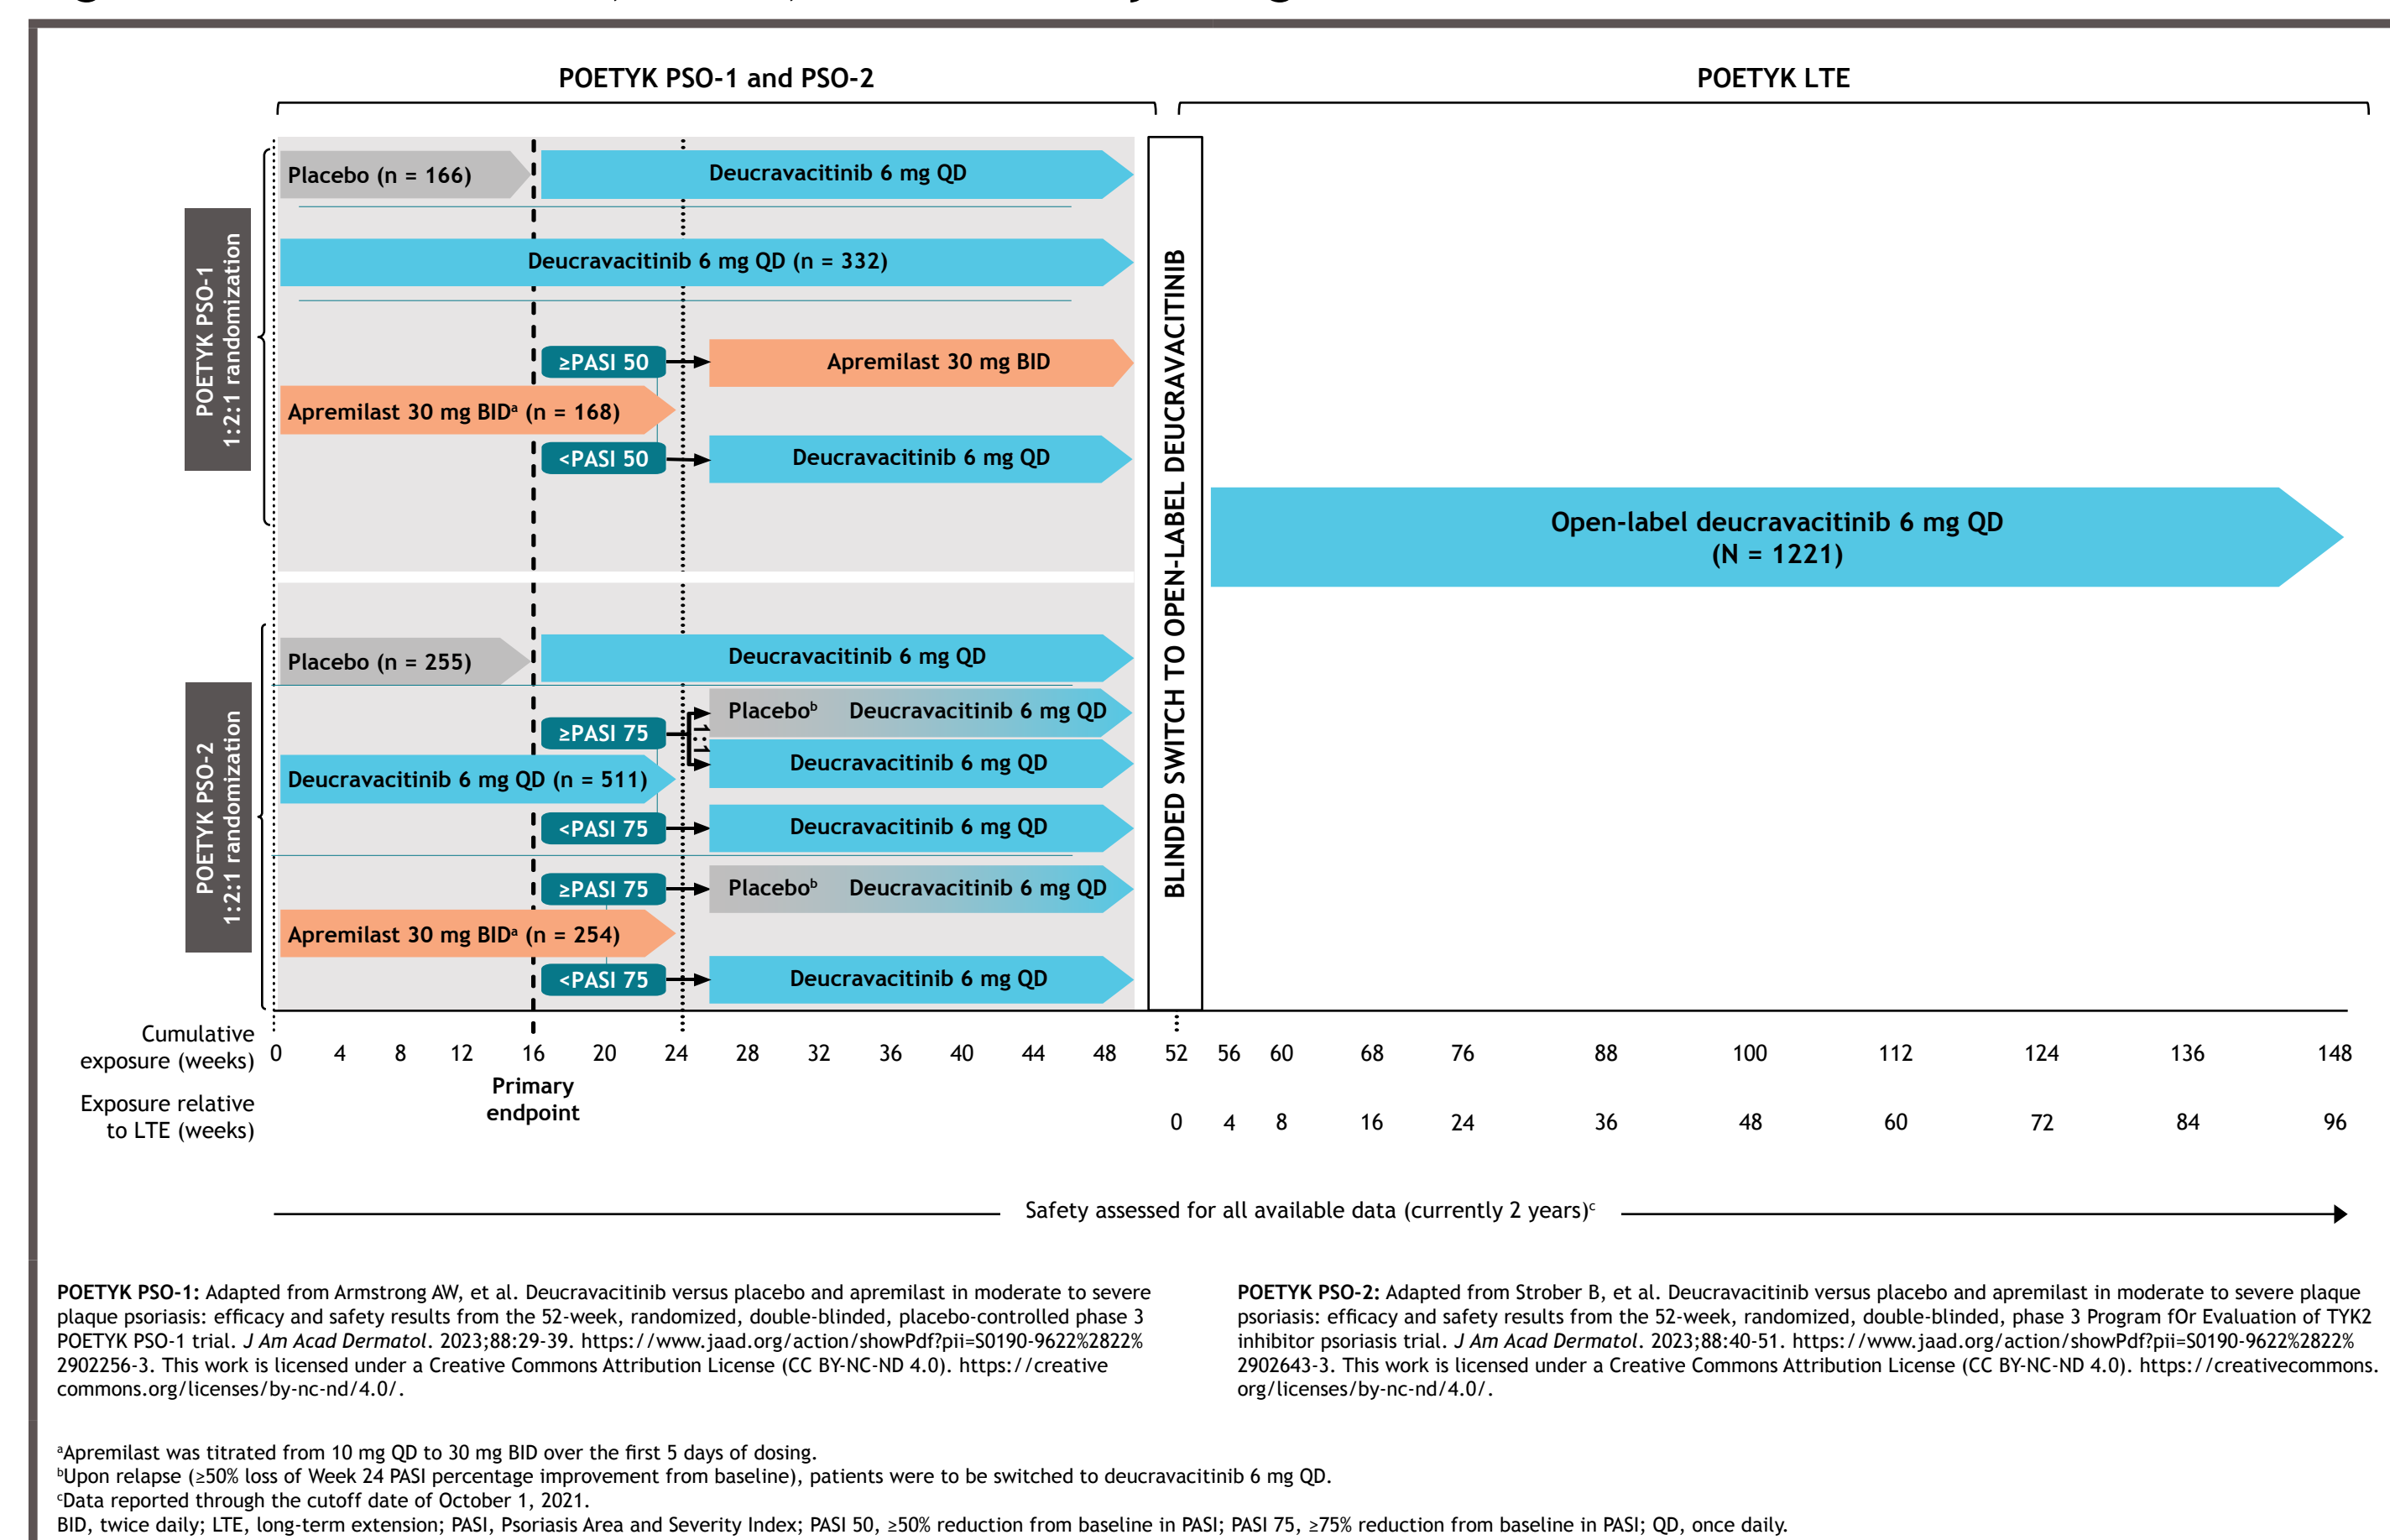 POETYK PSO-1 and PSO-2
POETYK LTE
POETYK PSO-1
1:2:1 randomization
Placebo (n = 166)
Deucravacitinib 6 mg QD
Deucravacitinib 6 mg QD (n = 332)
≥PASI 50
Apremilast 30 mg BID
Apremilast 30 mg BIDᵃ (n = 168)
<PASI 50
Deucravacitinib 6 mg QD
BLINDED SWITCH TO OPEN-LABEL DEUCRAVACITINIB
Open-label deucravacitinib 6 mg QD
(N = 1221)
POETYK PSO-2
1:2:1 randomization
Placebo (n = 255)
Deucravacitinib 6 mg QD
Placeboᵇ Deucravacitinib 6 mg QD
≥PASI 75
1:1
Deucravacitinib 6 mg QD
Deucravacitinib 6 mg QD (n = 511)
<PASI 75
Deucravacitinib 6 mg QD
≥PASI 75
Placeboᵇ Deucravacitinib 6 mg QD
Apremilast 30 mg BIDᵃ (n = 254)
<PASI 75
Deucravacitinib 6 mg QD
Cumulative
exposure (weeks)
0 4 8 12 16 20 24 28 32 36 40 44 48 52 56 60 68 76 88 100 112 124 136 148
Primary
endpoint
Exposure relative
to LTE (weeks)
0 4 8 16 24 36 48 60 72 84 96
Safety assessed for all available data (currently 2 years)ᶜ
POETYK PSO-1: Adapted from Armstrong AW, et al. Deucravacitinib versus placebo and apremilast in moderate to severe
plaque psoriasis: efficacy and safety results from the 52-week, randomized, double-blinded, placebo-controlled phase 3
POETYK PSO-1 trial. J Am Acad Dermatol. 2023;88:29-39. https://www.jaad.org/action/showPdf?pii=S0190-9622%2822%
2902256-3. This work is licensed under a Creative Commons Attribution License (CC BY-NC-ND 4.0). https://creative
commons.org/licenses/by-nc-nd/4.0/.
POETYK PSO-2: Adapted from Strober B, et al. Deucravacitinib versus placebo and apremilast in moderate to severe plaque
psoriasis: efficacy and safety results from the 52-week, randomized, double-blinded, phase 3 Program fOr Evaluation of TYK2
inhibitor psoriasis trial. J Am Acad Dermatol. 2023;88:40-51. https://www.jaad.org/action/showPdf?pii=S0190-9622%2822%
2902643-3. This work is licensed under a Creative Commons Attribution License (CC BY-NC-ND 4.0). https://creativecommons.
org/licenses/by-nc-nd/4.0/.
ᵃApremilast was titrated from 10 mg QD to 30 mg BID over the first 5 days of dosing.
ᵇUpon relapse (≥50% loss of Week 24 PASI percentage improvement from baseline), patients were to be switched to deucravacitinib 6 mg QD.
ᶜData reported through the cutoff date of October 1, 2021.
BID, twice daily; LTE, long-term extension; PASI, Psoriasis Area and Severity Index; PASI 50, ≥50% reduction from baseline in PASI; PASI 75, ≥75% reduction from baseline in PASI; QD, once daily.